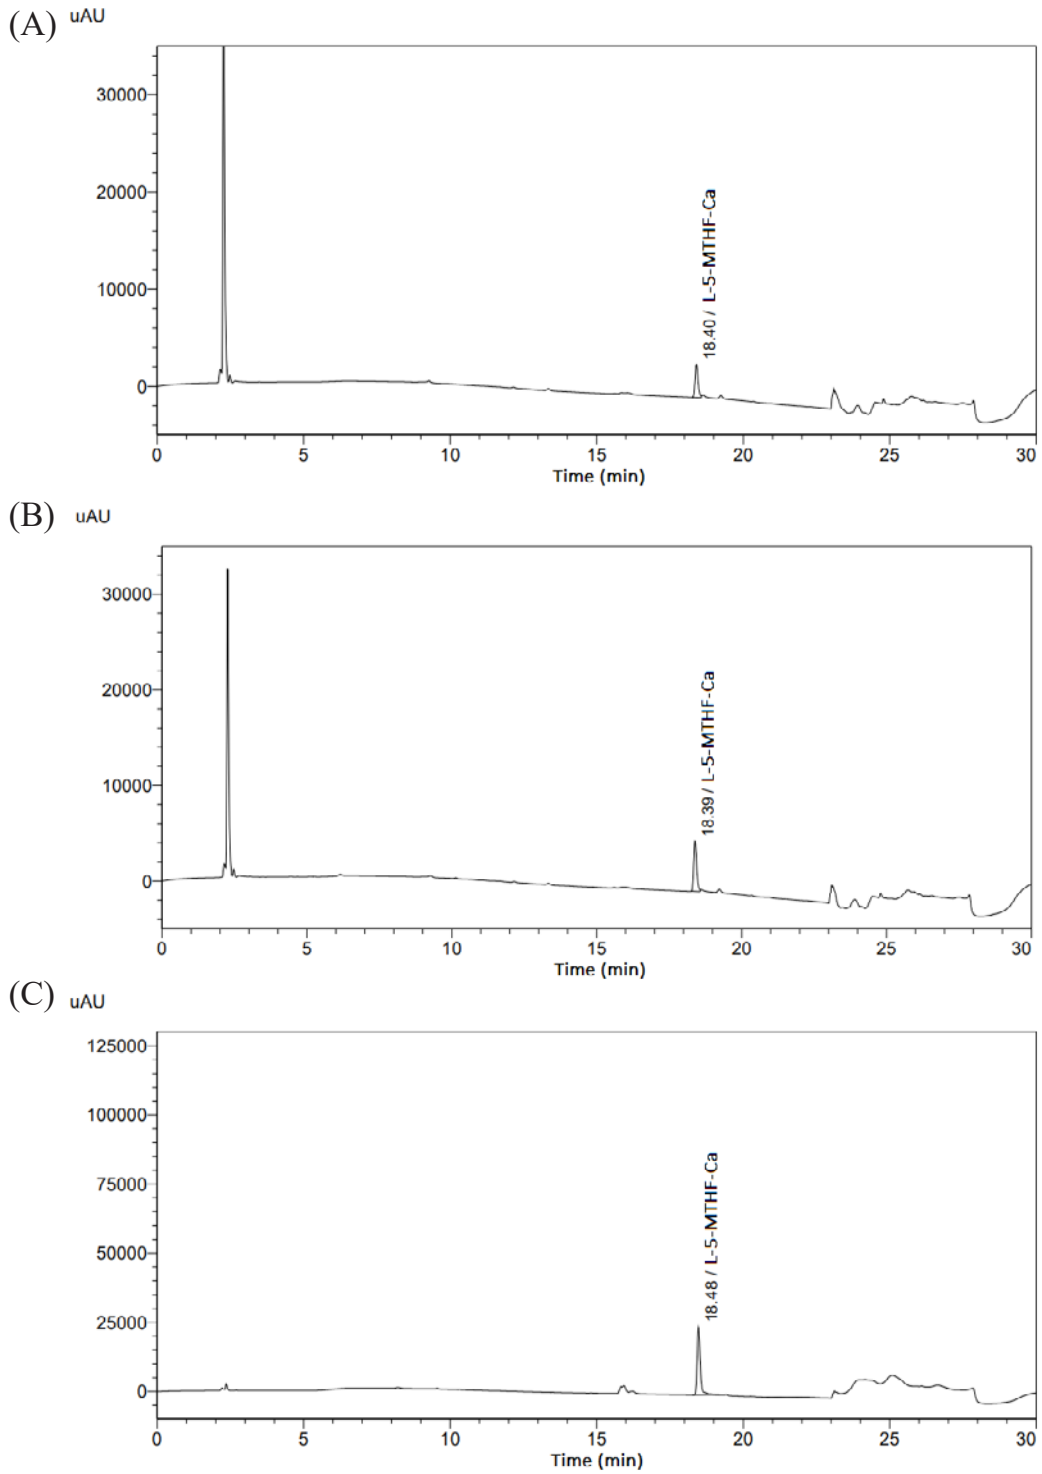 (A) uAU
30000
20000
10000
0
18.40 / L-5-MTHF-Ca
0 5 10 15 20 25 30
Time (min)
(B) uAU
30000
20000
10000
0
18.39 / L-5-MTHF-Ca
0 5 10 15 20 25 30
Time (min)
(C) uAU
125000
100000
75000
50000
25000
0
18.48 / L-5-MTHF-Ca
0 5 10 15 20 25 30
Time (min)